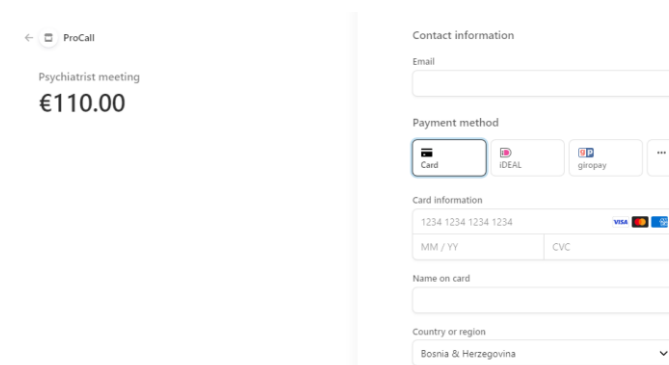 ProCall
Psychiatrist meeting
€110.00
Contact information
Email
Payment method
Card
iDEAL
giropay
Card information
1234 1234 1234 1234
VISA
MM / YY
CVC
Name on card
Country or region
Bosnia & Herzegovina